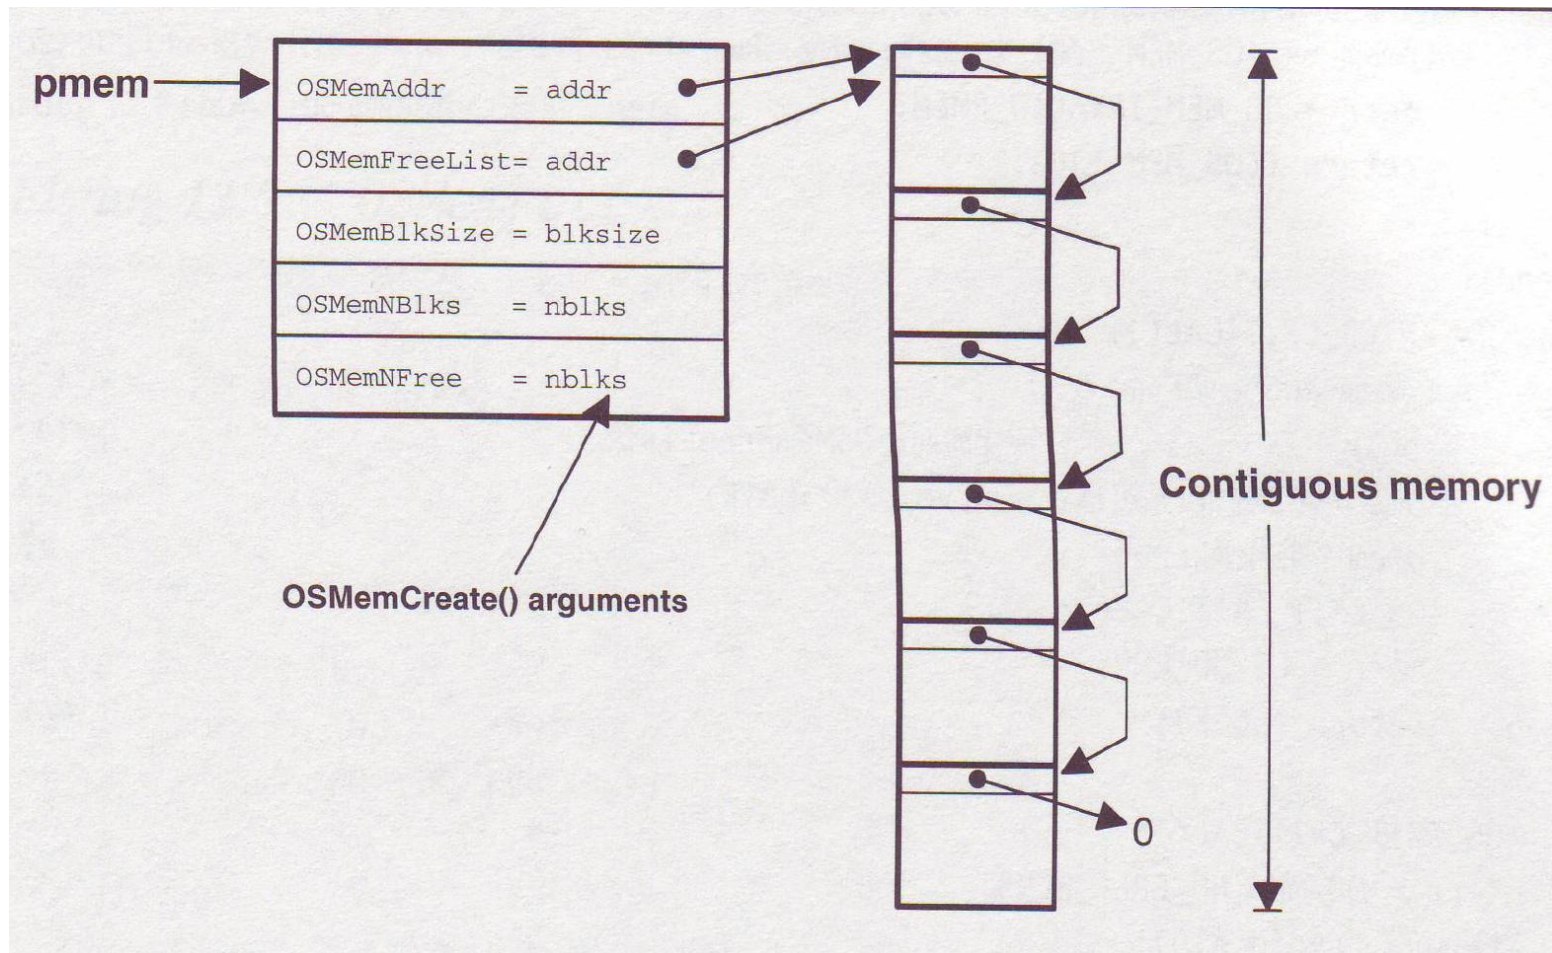 pmem
OSMemAddr = addr
OSMemFreeList= addr
OSMemBlkSize = blksize
OSMemNBlks = nblks
OSMemNFree = nblks
OSMemCreate() arguments
Contiguous memory
0